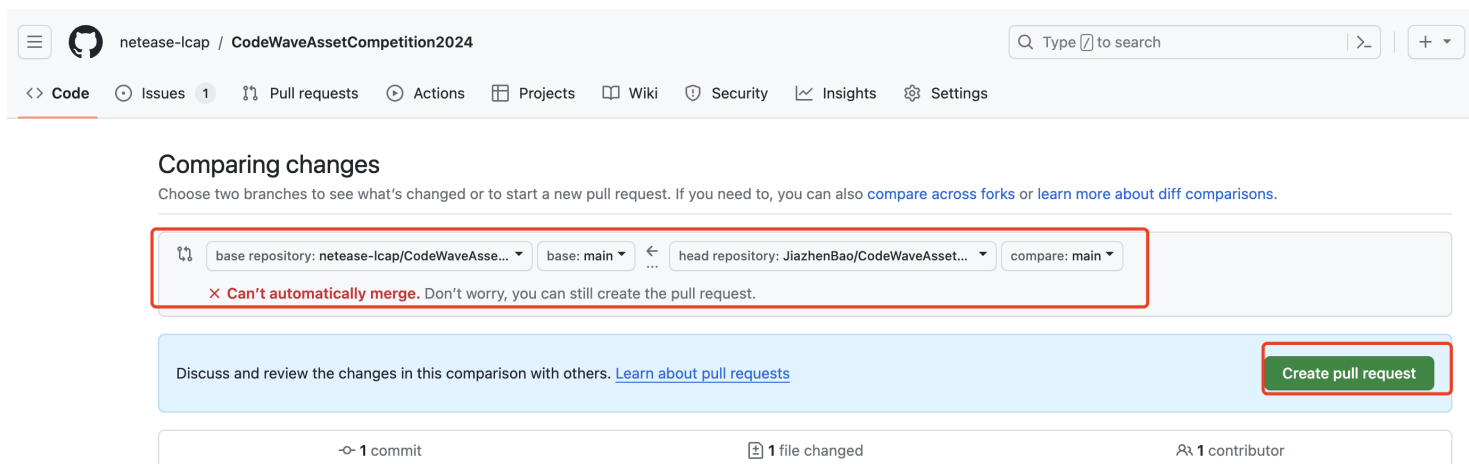 netease-lcap / CodeWaveAssetCompetition2024 Type / to search
Code Issues 1 Pull requests Actions Projects Wiki Security Insights Settings
Comparing changes
Choose two branches to see what's changed or to start a new pull request. If you need to, you can also compare across forks or learn more about diff comparisons.
base repository: netease-lcap/CodeWaveAsse... base: main ← ... head repository: JiazhenBao/CodeWaveAsset... compare: main
× Can't automatically merge. Don't worry, you can still create the pull request.
Discuss and review the changes in this comparison with others. Learn about pull requests Create pull request
1 commit 1 file changed 1 contributor